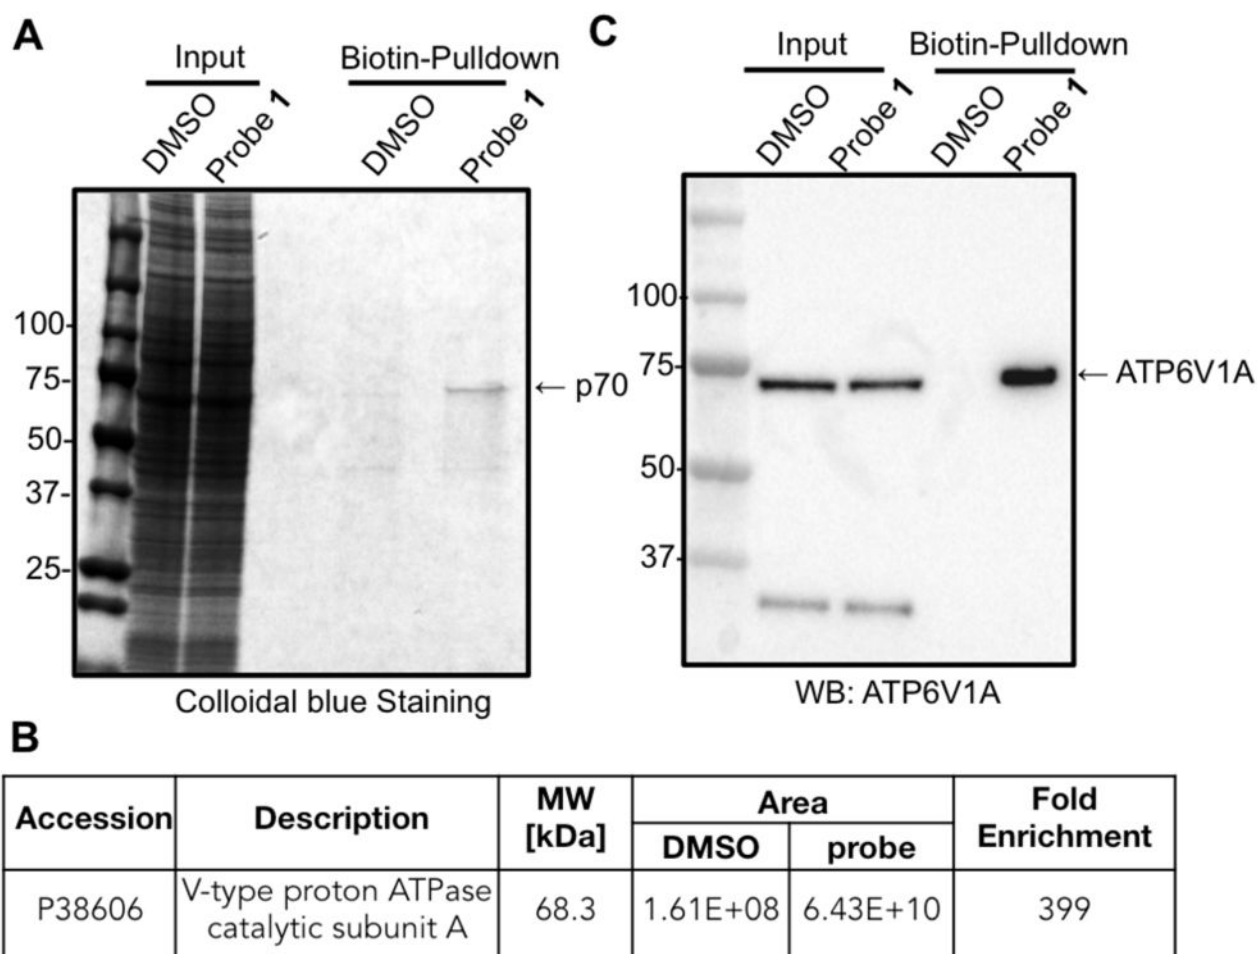 A
Input
Biotin-Pulldown
DMSO
Probe 1
DMSO
Probe 1
100-
75-
50-
37-
25-
← p70
Colloidal blue Staining
C
Input
Biotin-Pulldown
DMSO
Probe 1
DMSO
Probe 1
100-
75-
50-
37-
← ATP6V1A
WB: ATP6V1A
B
Accession Description MW [kDa] Area Fold Enrichment
DMSO probe
P38606 V-type proton ATPase catalytic subunit A 68.3 1.61E+08 6.43E+10 399